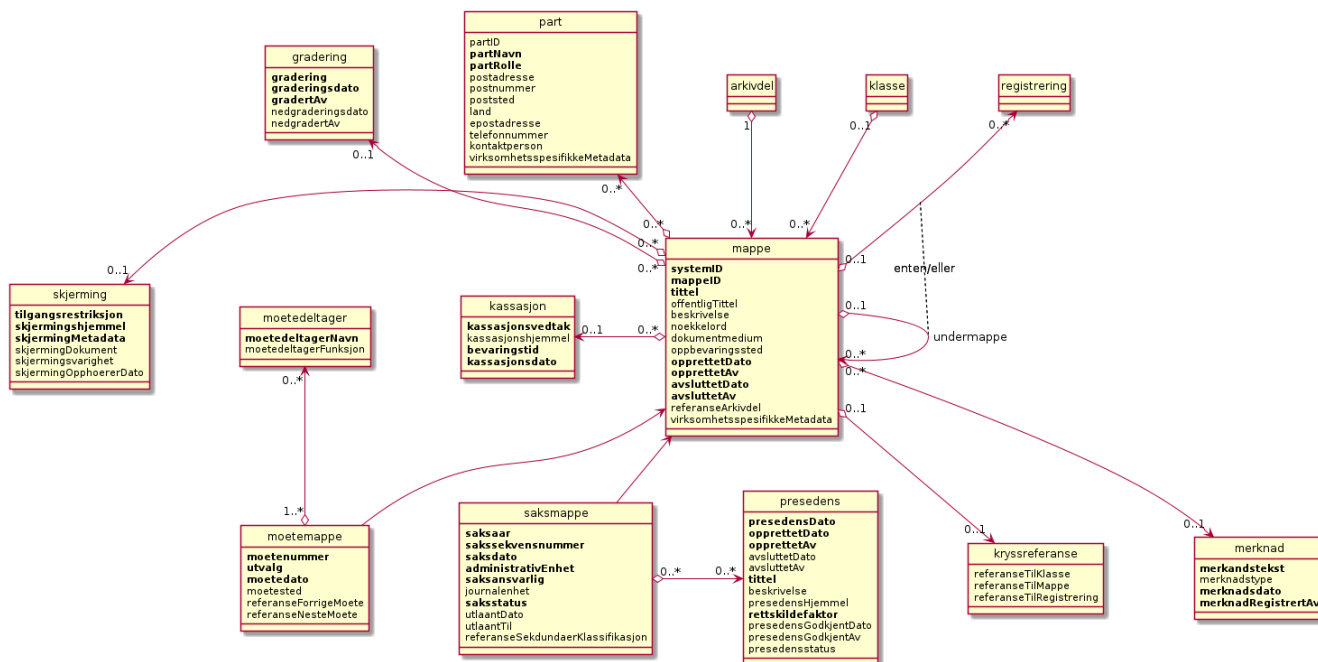 part
partID
partNavn
partRolle
postadresse
postnummer
poststed
land
epostadresse
telefonnummer
kontaktperson
virksomhetsspesifikkeMetadata
gradering
gradering
graderingsdato
gradertAv
nedgraderingsdato
nedgradertAv
arkivdel
klasse
registrering
0..1
0..*
1
0..1
0..*
0..*
0..*
0..*
0..*
0..*
0..*
0..1
mappe
systemID
mappeID
tittel
offentligTittel
beskrivelse
noekkelord
dokumentmedium
oppbevaringssted
opprettetDato
opprettetAv
avsluttetDato
avsluttetAv
referanseArkivdel
virksomhetsspesifikkeMetadata
0..1
enten/eller
0..1
undermappe
0..*
0..*
0..1
skjerming
tilgangsrestriksjon
skjermingshjemmel
skjermingMetadata
skjermingDokument
skjermingsvarighet
skjermingOpphoererDato
moetedeltager
moetedeltagerNavn
moetedeltagerFunksjon
0..*
kassasjon
kassasjonsvedtak
kassasjonshjemmel
bevaringstid
kassasjonsdato
0..1
0..*
1..*
moetemappe
moetenummer
utvalg
moetedato
moetested
referanseForrigeMoete
referanseNesteMoete
saksmappe
saksaar
sakssekvensnummer
saksdato
administrativEnhet
saksansvarlig
journalenhet
saksstatus
utlaantDato
utlaantTil
referanseSekdundaerKlassifikasjon
0..*
0..*
presedens
presedensDato
opprettetDato
opprettetAv
avsluttetDato
avsluttetAv
tittel
beskrivelse
presedensHjemmel
rettskildefaktor
presedensGodkjentDato
presedensGodkjentAv
presedensstatus
0..1
kryssreferanse
referanseTilKlasse
referanseTilMappe
referanseTilRegistrering
0..1
merknad
merkandstekst
merknadstype
merknadsdato
merknadRegistrertAv